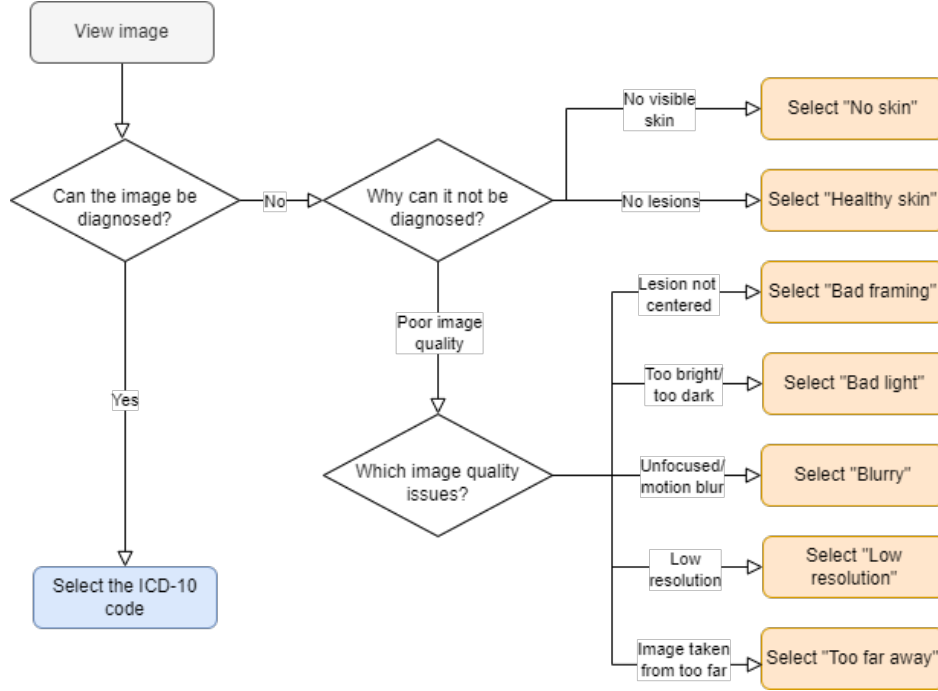 View image
Can the image be
diagnosed?
No
Why can it not be
diagnosed?
No visible
skin
Select "No skin"
No lesions
Select "Healthy skin"
Poor image
quality
Lesion not
centered
Select "Bad framing"
Too bright/
too dark
Select "Bad light"
Yes
Which image quality
issues?
Unfocused/
motion blur
Select "Blurry"
Low
resolution
Select "Low
resolution"
Select the ICD-10
code
Image taken
from too far
Select "Too far away"